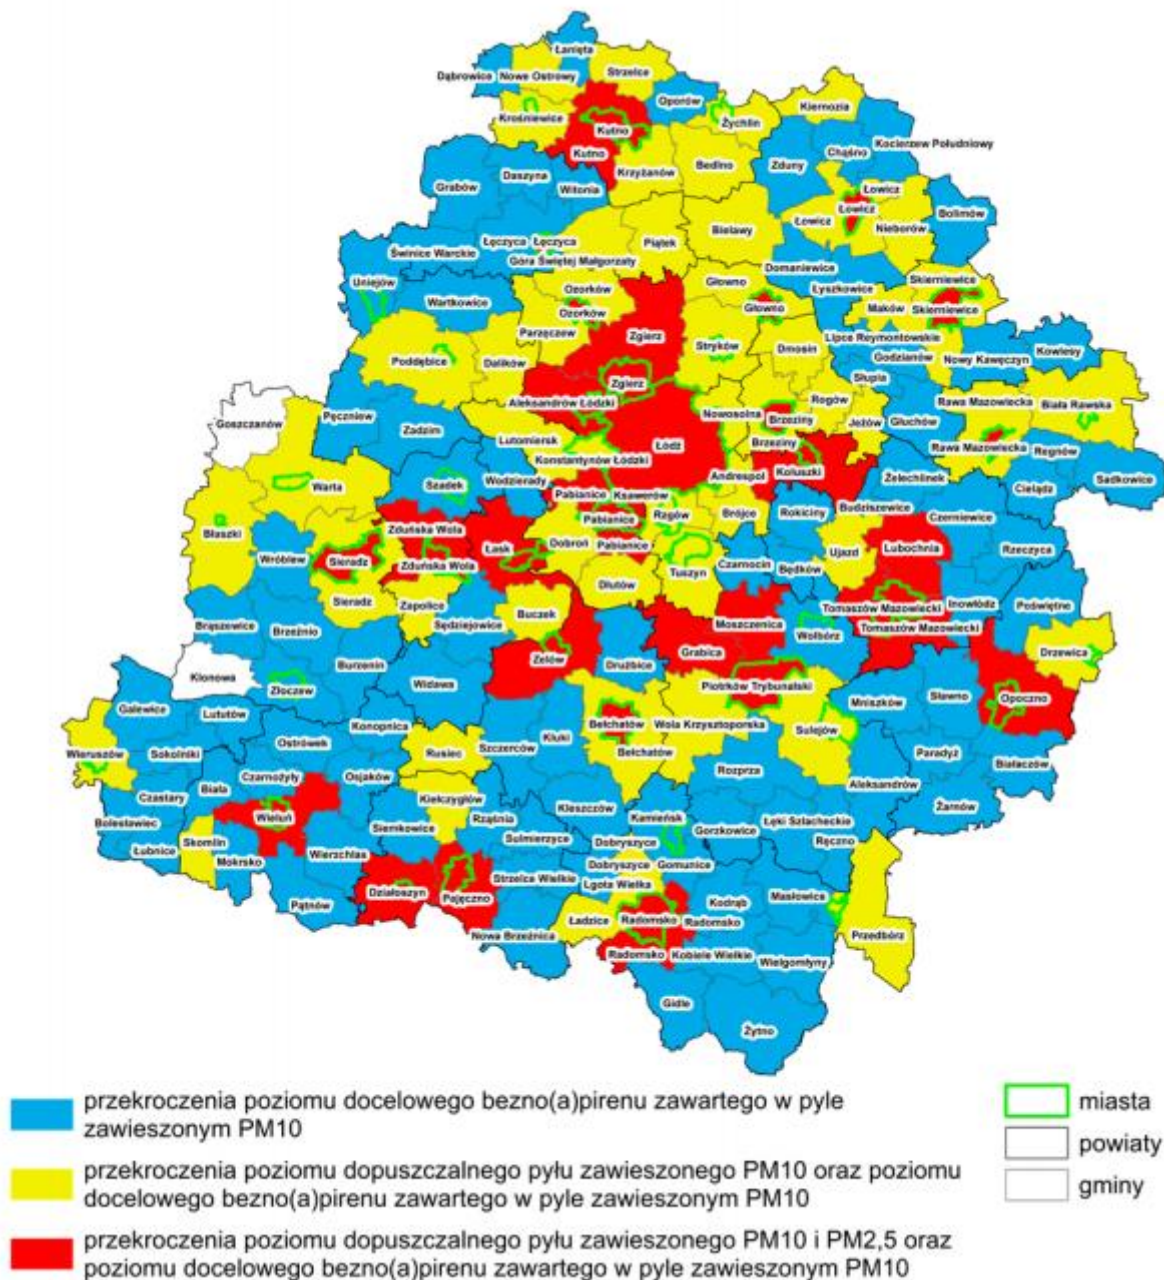 Łanięta
Dąbrowice
Nowe Ostrowy
Strzelce
Oporów
Krośniewice
Żychlin
Kiernozia
Kutno
Kutno
Krzyżanów
Bedlno
Zduny
Chąśno
Kocierzew Południowy
Grabów
Daszyna
Witonia
Łowicz
Łowicz
Łowicz
Nieborów
Bolimów
Bielawy
Piątek
Świnice Warckie
Łęczyca
Łęczyca
Góra Świętej Małgorzaty
Domaniewice
Łyszkowice
Skierniewice
Skierniewice
Maków
Uniejów
Wartkowice
Ozorków
Ozorków
Głowno
Głowno
Parzęczew
Zgierz
Stryków
Dmosin
Lipce Reymontowskie
Godzianów
Nowy Kawęczyn
Kowiesy
Poddębice
Dalików
Zgierz
Słupia
Aleksandrów Łódzki
Nowosolna
Brzeziny
Rogów
Rawa Mazowiecka
Biała Rawska
Goszczanów
Pęczniew
Zadzim
Lutomiersk
Łódź
Brzeziny
Jeżów
Głuchów
Rawa Mazowiecka
Regnów
Konstantynów Łódzki
Andrespol
Koluszki
Żelechlinek
Cielądz
Sadkowice
Warta
Szadek
Wodzierady
Pabianice
Ksawerów
Rzgów
Brójce
Rokiciny
Budziszewice
Czerniewice
Błaszki
Wróblew
Sieradz
Zduńska Wola
Zduńska Wola
Łask
Dobroń
Pabianice
Pabianice
Tuszyn
Czarnocin
Będków
Ujazd
Lubochnia
Rzeczyca
Sieradz
Zapolice
Sędziejowice
Buczek
Dłutów
Moszczenica
Wolbórz
Tomaszów Mazowiecki
Tomaszów Mazowiecki
Inowłódz
Poświętne
Brąszewice
Brzeźnio
Burzenin
Widawa
Zelów
Drużbice
Grabica
Drzewica
Klonowa
Złoczew
Piotrków Trybunalski
Mniszków
Sławno
Opoczno
Galewice
Lututów
Konopnica
Ostrówek
Rusiec
Szczerców
Kluki
Bełchatów
Bełchatów
Wola Krzysztoporska
Sulejów
Paradyż
Białaczów
Wieruszów
Sokolniki
Czarnożyły
Osjaków
Rozprza
Aleksandrów
Żarnów
Czastary
Biała
Kiełczygłów
Rząśnia
Kleszczów
Kamieńsk
Gorzkowice
Łęki Szlacheckie
Bolesławiec
Wieluń
Siemkowice
Sulmierzyce
Dobryszyce
Ręczno
Łubnice
Skomlin
Mokrsko
Wierzchlas
Dobryszyce
Gomunice
Działoszyn
Pajęczno
Strzelce Wielkie
Lgota Wielka
Kodrąb
Masłowice
Pątnów
Ładzice
Radomsko
Radomsko
Przedbórz
Nowa Brzeźnica
Radomsko
Kobiele Wielkie
Wielgomłyny
Gidle
Żytno
przekroczenia poziomu docelowego bezno(a)pirenu zawartego w pyle
zawieszonym PM10
przekroczenia poziomu dopuszczalnego pyłu zawieszonego PM10 oraz poziomu
docelowego bezno(a)pirenu zawartego w pyle zawieszonym PM10
przekroczenia poziomu dopuszczalnego pyłu zawieszonego PM10 i PM2,5 oraz
poziomu docelowego bezno(a)pirenu zawartego w pyle zawieszonym PM10
miasta
powiaty
gminy